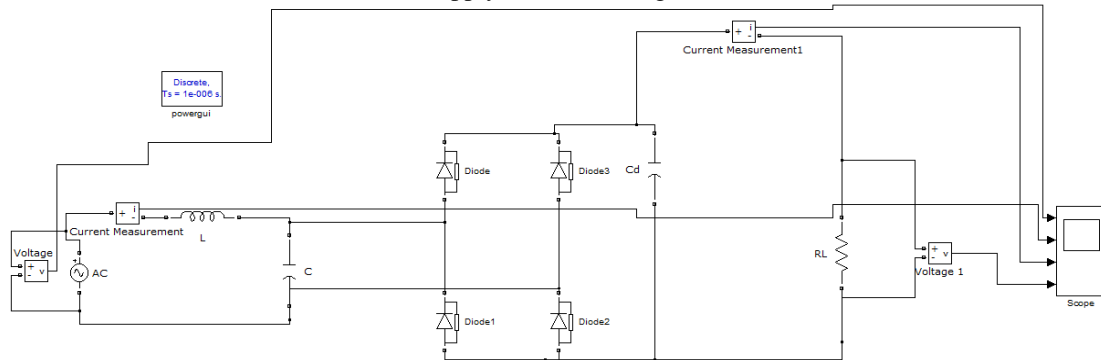 Current Measurement1
Discrete,
Ts = 1e-006 s.
powergui
Diode
Diode3
Cd
Current Measurement
L
Voltage
AC
C
RL
Voltage 1
Diode1
Diode2
Scope
+
-
i
+
-
i
+
-
v
+
-
v